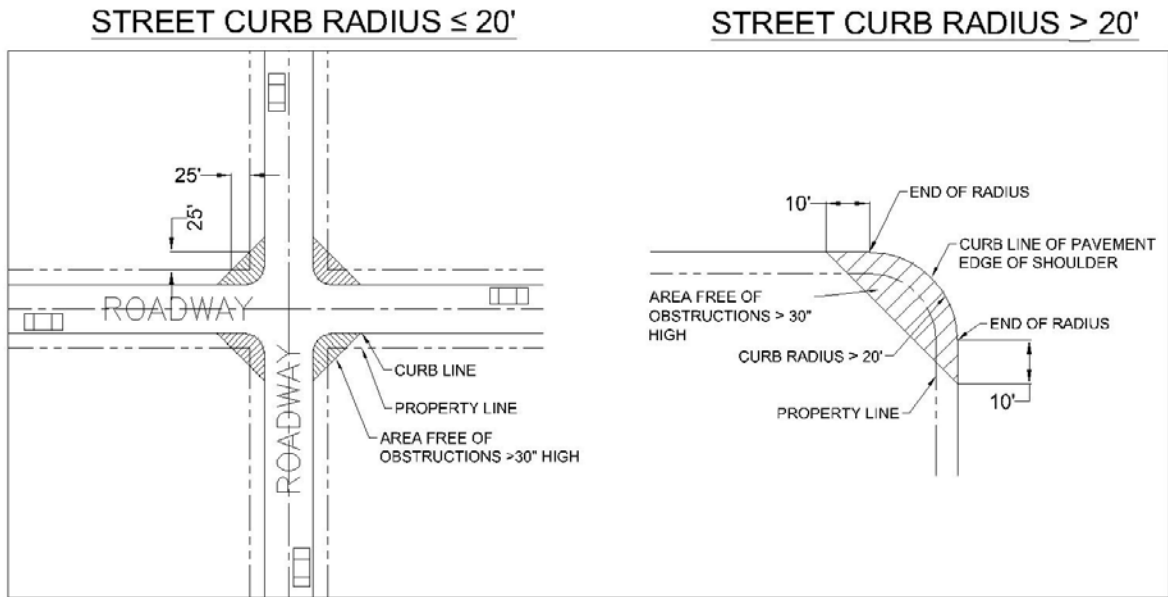 STREET CURB RADIUS ≤ 20'
STREET CURB RADIUS ≥ 20'
25'
25'
ROADWAY
ROADWAY
CURB LINE
PROPERTY LINE
AREA FREE OF
OBSTRUCTIONS >30" HIGH
10'
END OF RADIUS
CURB LINE OF PAVEMENT
EDGE OF SHOULDER
AREA FREE OF
OBSTRUCTIONS > 30"
HIGH
END OF RADIUS
CURB RADIUS > 20'
PROPERTY LINE
10'